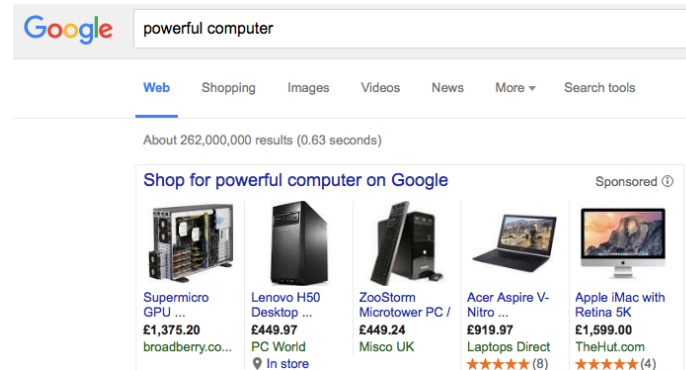 Google powerful computer
Web Shopping Images Videos News More Search tools
About 262,000,000 results (0.63 seconds)
Shop for powerful computer on Google Sponsored
Supermicro GPU ...
£1,375.20
broadberry.co...
Lenovo H50 Desktop ...
£449.97
PC World
In store
ZooStorm Microtower PC /
£449.24
Misco UK
Acer Aspire V-Nitro ...
£919.97
Laptops Direct
(8)
Apple iMac with Retina 5K
£1,599.00
TheHut.com
(4)